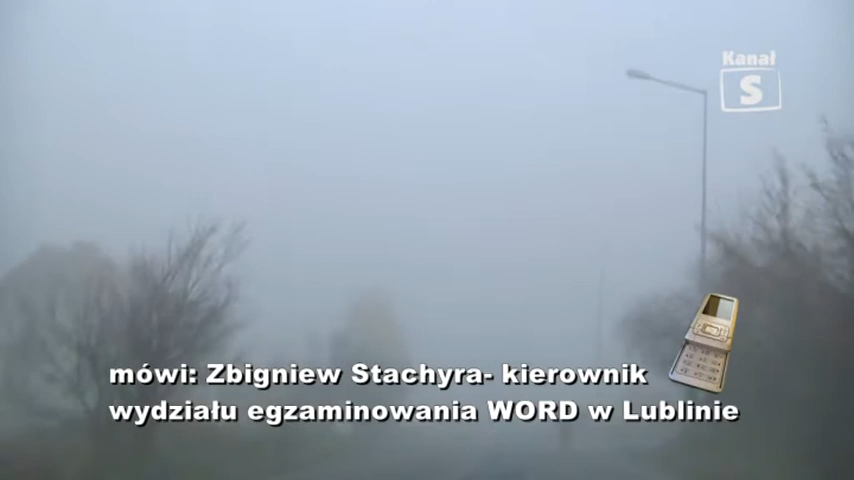 Kanał
S
mówi: Zbigniew Stachyra- kierownik
wydziału egzaminowania WORD w Lublinie